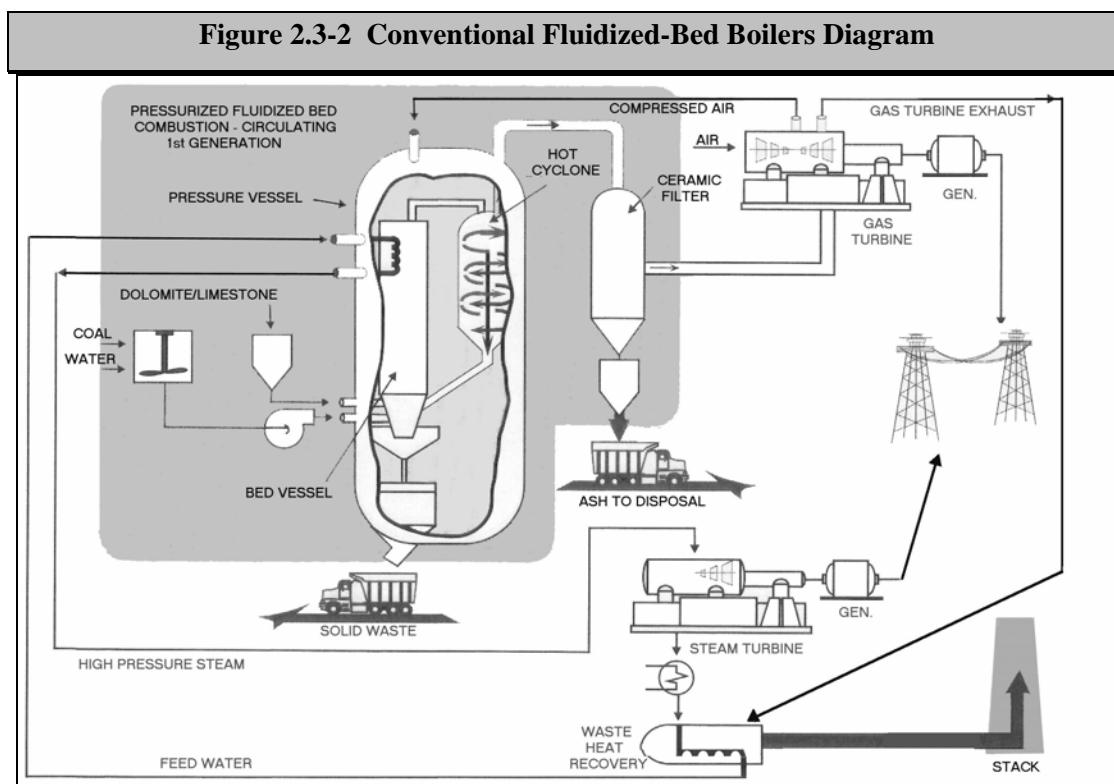 Figure 2.3-2 Conventional Fluidized-Bed Boilers Diagram
PRESSURIZED FLUIDIZED BED
COMBUSTION - CIRCULATING
1st GENERATION
COMPRESSED AIR
GAS TURBINE EXHAUST
AIR
HOT
CYCLONE
CERAMIC
FILTER
PRESSURE VESSEL
GEN.
GAS
TURBINE
DOLOMITE/LIMESTONE
COAL
WATER
BED VESSEL
ASH TO DISPOSAL
SOLID WASTE
GEN.
STEAM TURBINE
HIGH PRESSURE STEAM
WASTE
HEAT
RECOVERY
FEED WATER
STACK